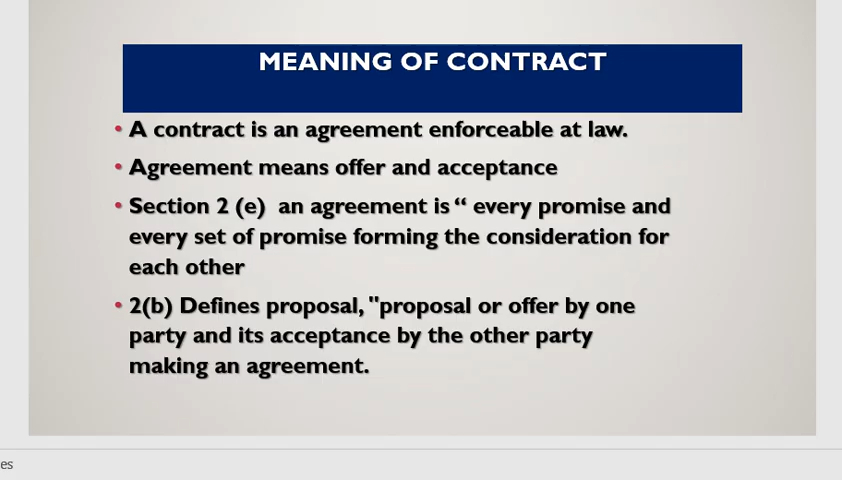 MEANING OF CONTRACT
• A contract is an agreement enforceable at law.
• Agreement means offer and acceptance
• Section 2 (e)  an agreement is “ every promise and
every set of promise forming the consideration for
each other
• 2(b) Defines proposal, "proposal or offer by one
party and its acceptance by the other party
making an agreement.
es